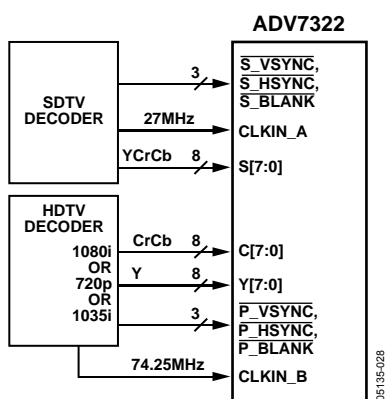 ADV7322
SDTV
DECODER
3
S_VSYNC,
S_HSYNC,
S_BLANK
27MHz
CLKIN_A
YCrCb
8
S[7:0]
HDTV
DECODER
1080i
OR
720p
OR
1035i
CrCb
8
C[7:0]
Y
8
Y[7:0]
3
P_VSYNC,
P_HSYNC,
P_BLANK
74.25MHz
CLKIN_B
05135-028